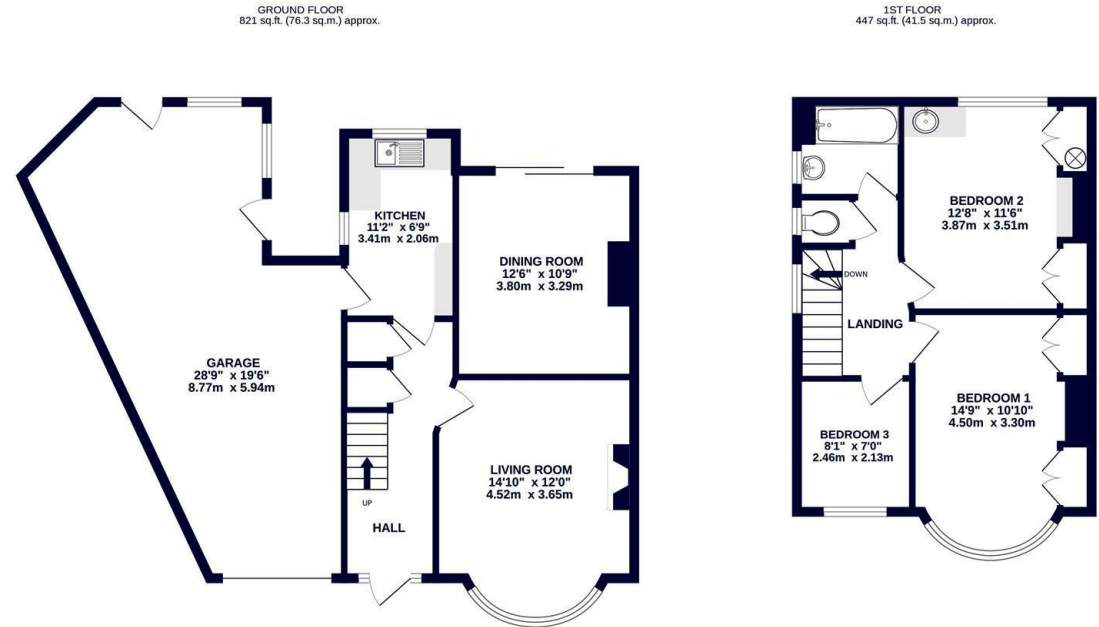 GROUND FLOOR
821 sq.ft. (76.3 sq.m.) approx.
1ST FLOOR
447 sq.ft. (41.5 sq.m.) approx.
KITCHEN
11'2" x 6'9"
3.41m x 2.06m
DINING ROOM
12'6" x 10'9"
3.80m x 3.29m
GARAGE
28'9" x 19'6"
8.77m x 5.94m
LIVING ROOM
14'10" x 12'0"
4.52m x 3.65m
UP
HALL
BEDROOM 2
12'8" x 11'6"
3.87m x 3.51m
DOWN
LANDING
BEDROOM 1
14'9" x 10'10"
4.50m x 3.30m
BEDROOM 3
8'1" x 7'0"
2.46m x 2.13m